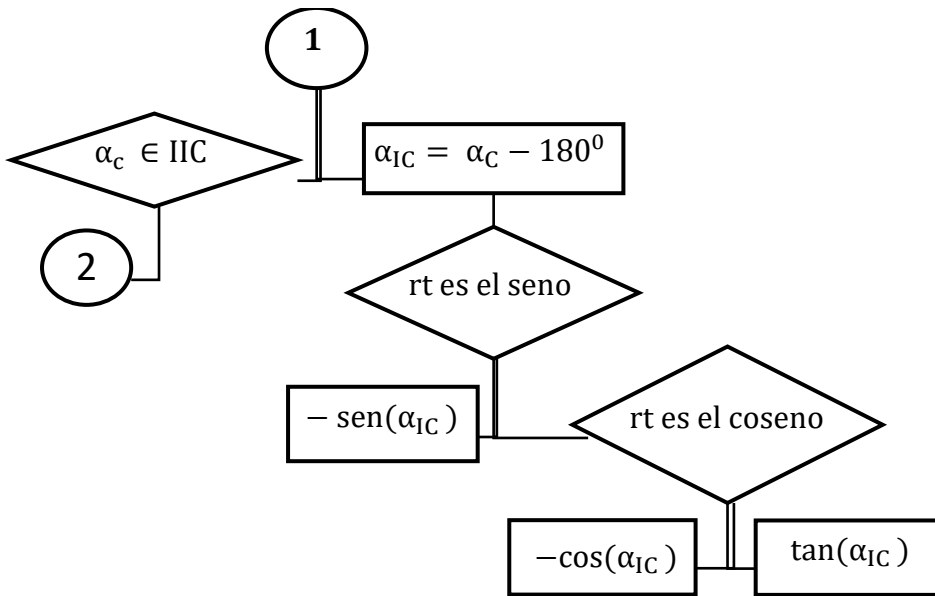 1
α_c ∈ IIC
α_IC = α_C − 180⁰
2
rt es el seno
− sen(α_IC )
rt es el coseno
−cos(α_IC )
tan(α_IC )